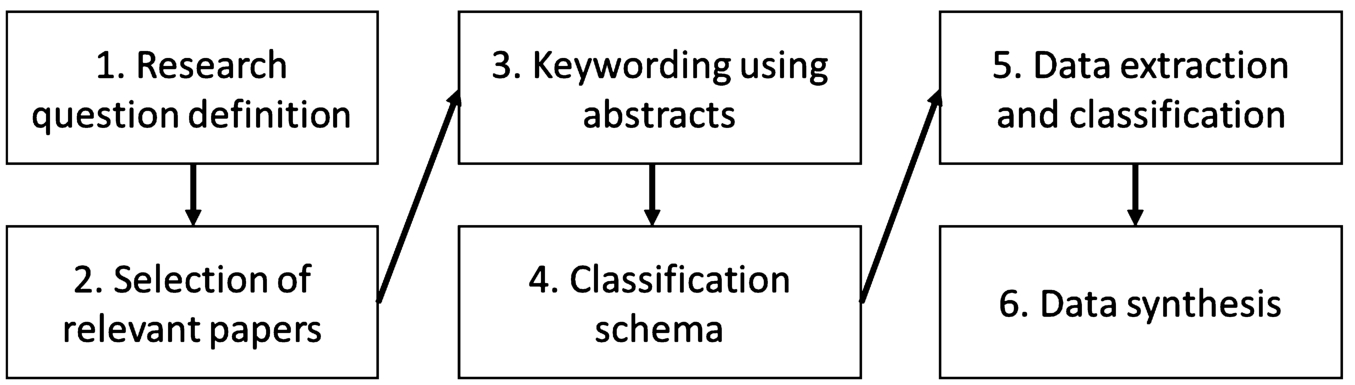 1. Research
question definition
2. Selection of
relevant papers
3. Keywording using
abstracts
4. Classification
schema
5. Data extraction
and classification
6. Data synthesis